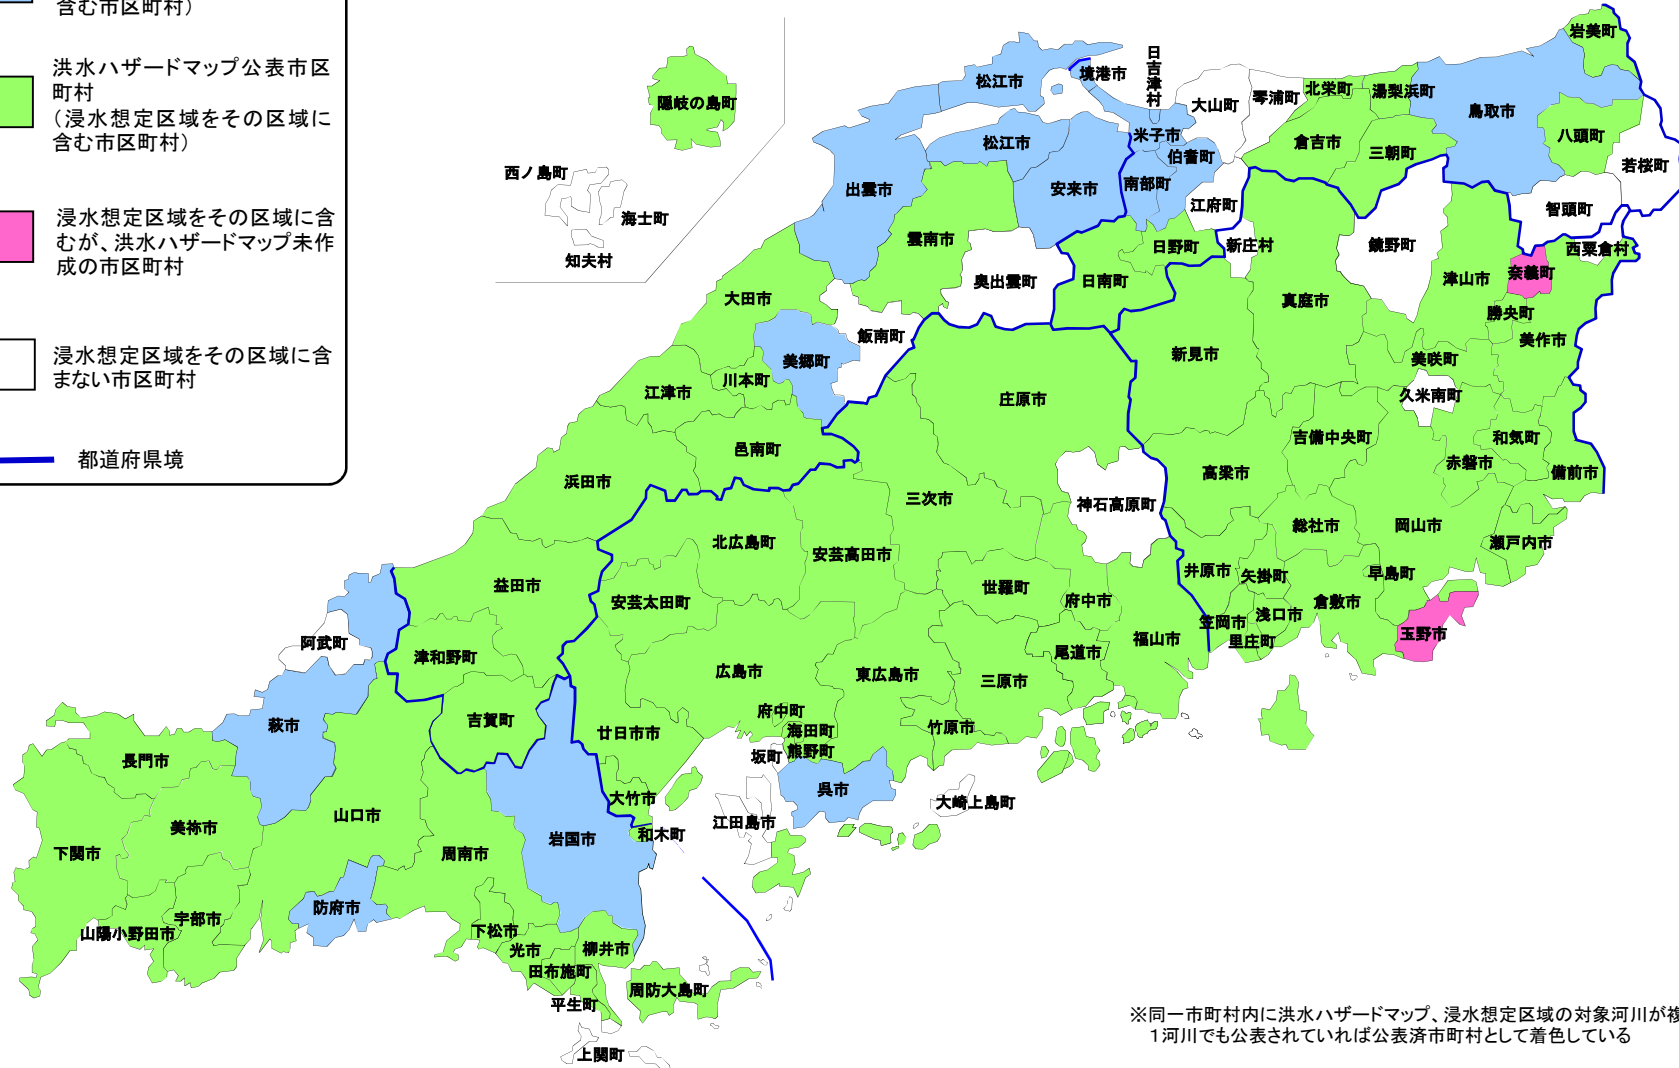 含む市区町村）
洪水ハザードマップ公表市区
町村
（浸水想定区域をその区域に
含む市区町村）
浸水想定区域をその区域に含
むが、洪水ハザードマップ未作
成の市区町村
浸水想定区域をその区域に含
まない市区町村
都道府県境
隠岐の島町
西ノ島町
海士町
知夫村
松江市
境港市
日吉津村
大山町
琴浦町
北栄町
湯梨浜町
岩美町
鳥取市
八頭町
若桜町
智頭町
倉吉市
三朝町
米子市
伯耆町
南部町
江府町
日野町
日南町
松江市
安来市
出雲市
雲南市
奥出雲町
大田市
飯南町
美郷町
川本町
江津市
邑南町
浜田市
益田市
津和野町
吉賀町
新庄村
鏡野町
津山市
奈義町
西粟倉村
勝央町
美作市
真庭市
新見市
美咲町
久米南町
吉備中央町
和気町
赤磐市
備前市
高梁市
総社市
岡山市
瀬戸内市
井原市
矢掛町
早島町
倉敷市
浅口市
笠岡市
里庄町
玉野市
庄原市
三次市
神石高原町
北広島町
安芸高田市
安芸太田町
世羅町
府中市
福山市
尾道市
三原市
東広島市
広島市
竹原市
府中町
海田町
熊野町
坂町
廿日市市
呉市
大竹市
江田島市
大崎上島町
阿武町
萩市
長門市
美祢市
下関市
山口市
周南市
岩国市
和木町
防府市
宇部市
山陽小野田市
下松市
光市
柳井市
田布施町
平生町
周防大島町
上関町
※同一市町村内に洪水ハザードマップ、浸水想定区域の対象河川が複
１河川でも公表されていれば公表済市町村として着色している